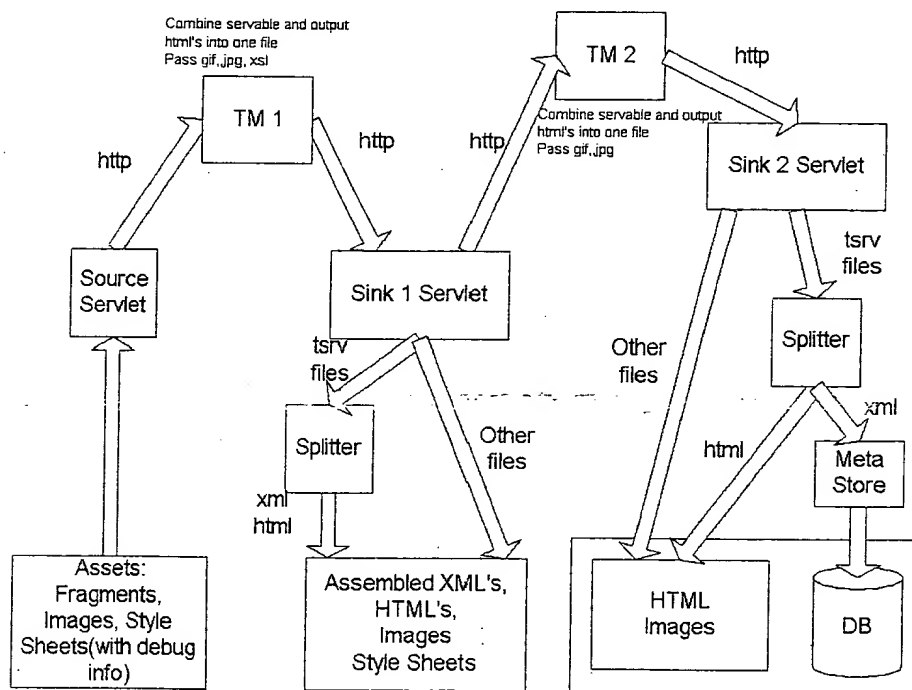 Combine servable and output
html's into one file
Pass gif,jpg, xsl
TM 1
http
http
Source
Servlet
Assets:
Fragments,
Images, Style
Sheets(with debug
info)
Sink 1 Servlet
tsrv
files
Splitter
xml
html
Other
files
Assembled XML's,
HTML's,
Images
Style Sheets
http
TM 2
Combine servable and output
html's into one file
Pass gif,jpg
http
Sink 2 Servlet
tsrv
files
Other
files
Splitter
html
xml
Meta
Store
HTML
Images
DB